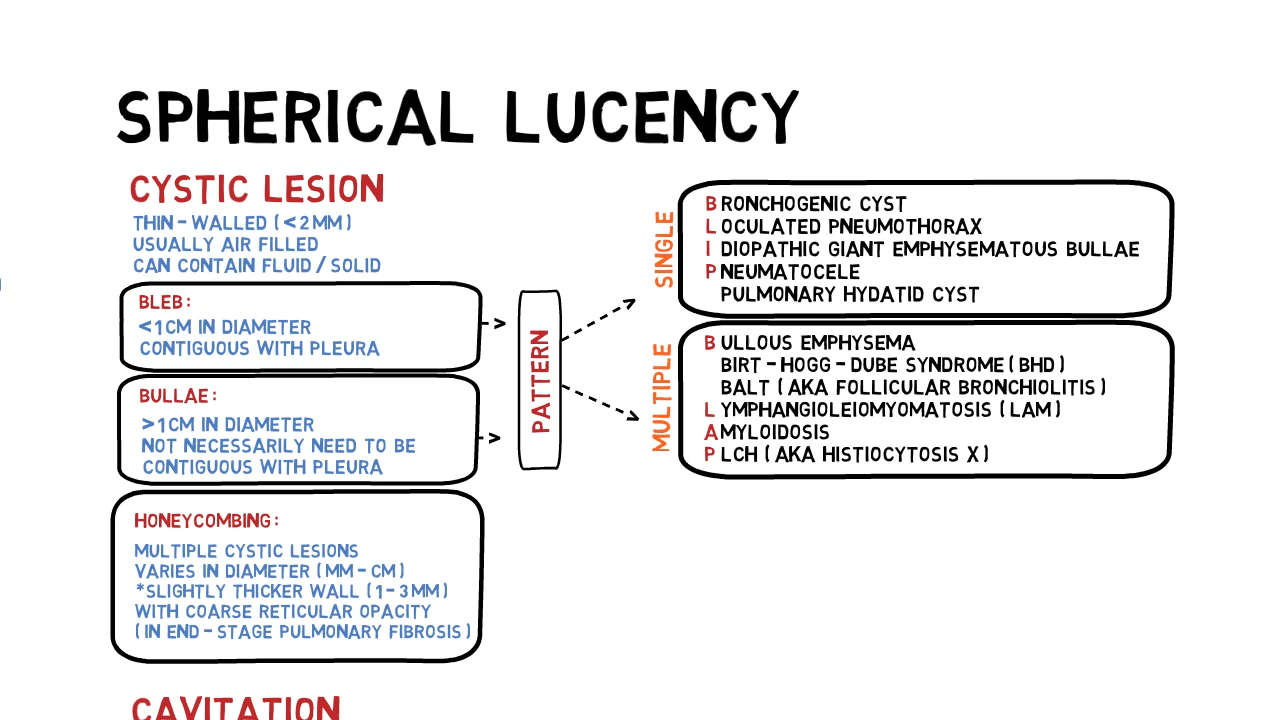 SPHERICAL LUCENCY
CYSTIC LESION
THIN-WALLED (<2MM)
USUALLY AIR FILLED
CAN CONTAIN FLUID/SOLID
BLEB:
<1CM IN DIAMETER
CONTIGUOUS WITH PLEURA
BULLAE:
>1CM IN DIAMETER
NOT NECESSARILY NEED TO BE
CONTIGUOUS WITH PLEURA
HONEYCOMBING:
MULTIPLE CYSTIC LESIONS
VARIES IN DIAMETER (MM-CM)
*SLIGHTLY THICKER WALL (1-3MM)
WITH COARSE RETICULAR OPACITY
(IN END-STAGE PULMONARY FIBROSIS)
PATTERN
SINGLE
BRONCHOGENIC CYST
LOCULATED PNEUMOTHORAX
IDIOPATHIC GIANT EMPHYSEMATOUS BULLAE
PNEUMATOCELE
PULMONARY HYDATID CYST
MULTIPLE
BULLOUS EMPHYSEMA
BIRT-HOGG-DUBE SYNDROME (BHD)
BALT (AKA FOLLICULAR BRONCHIOLITIS)
LYMPHANGIOLEIOMYOMATOSIS (LAM)
AMYLOIDOSIS
PLCH (AKA HISTIOCYTOSIS X)
CAVITATION